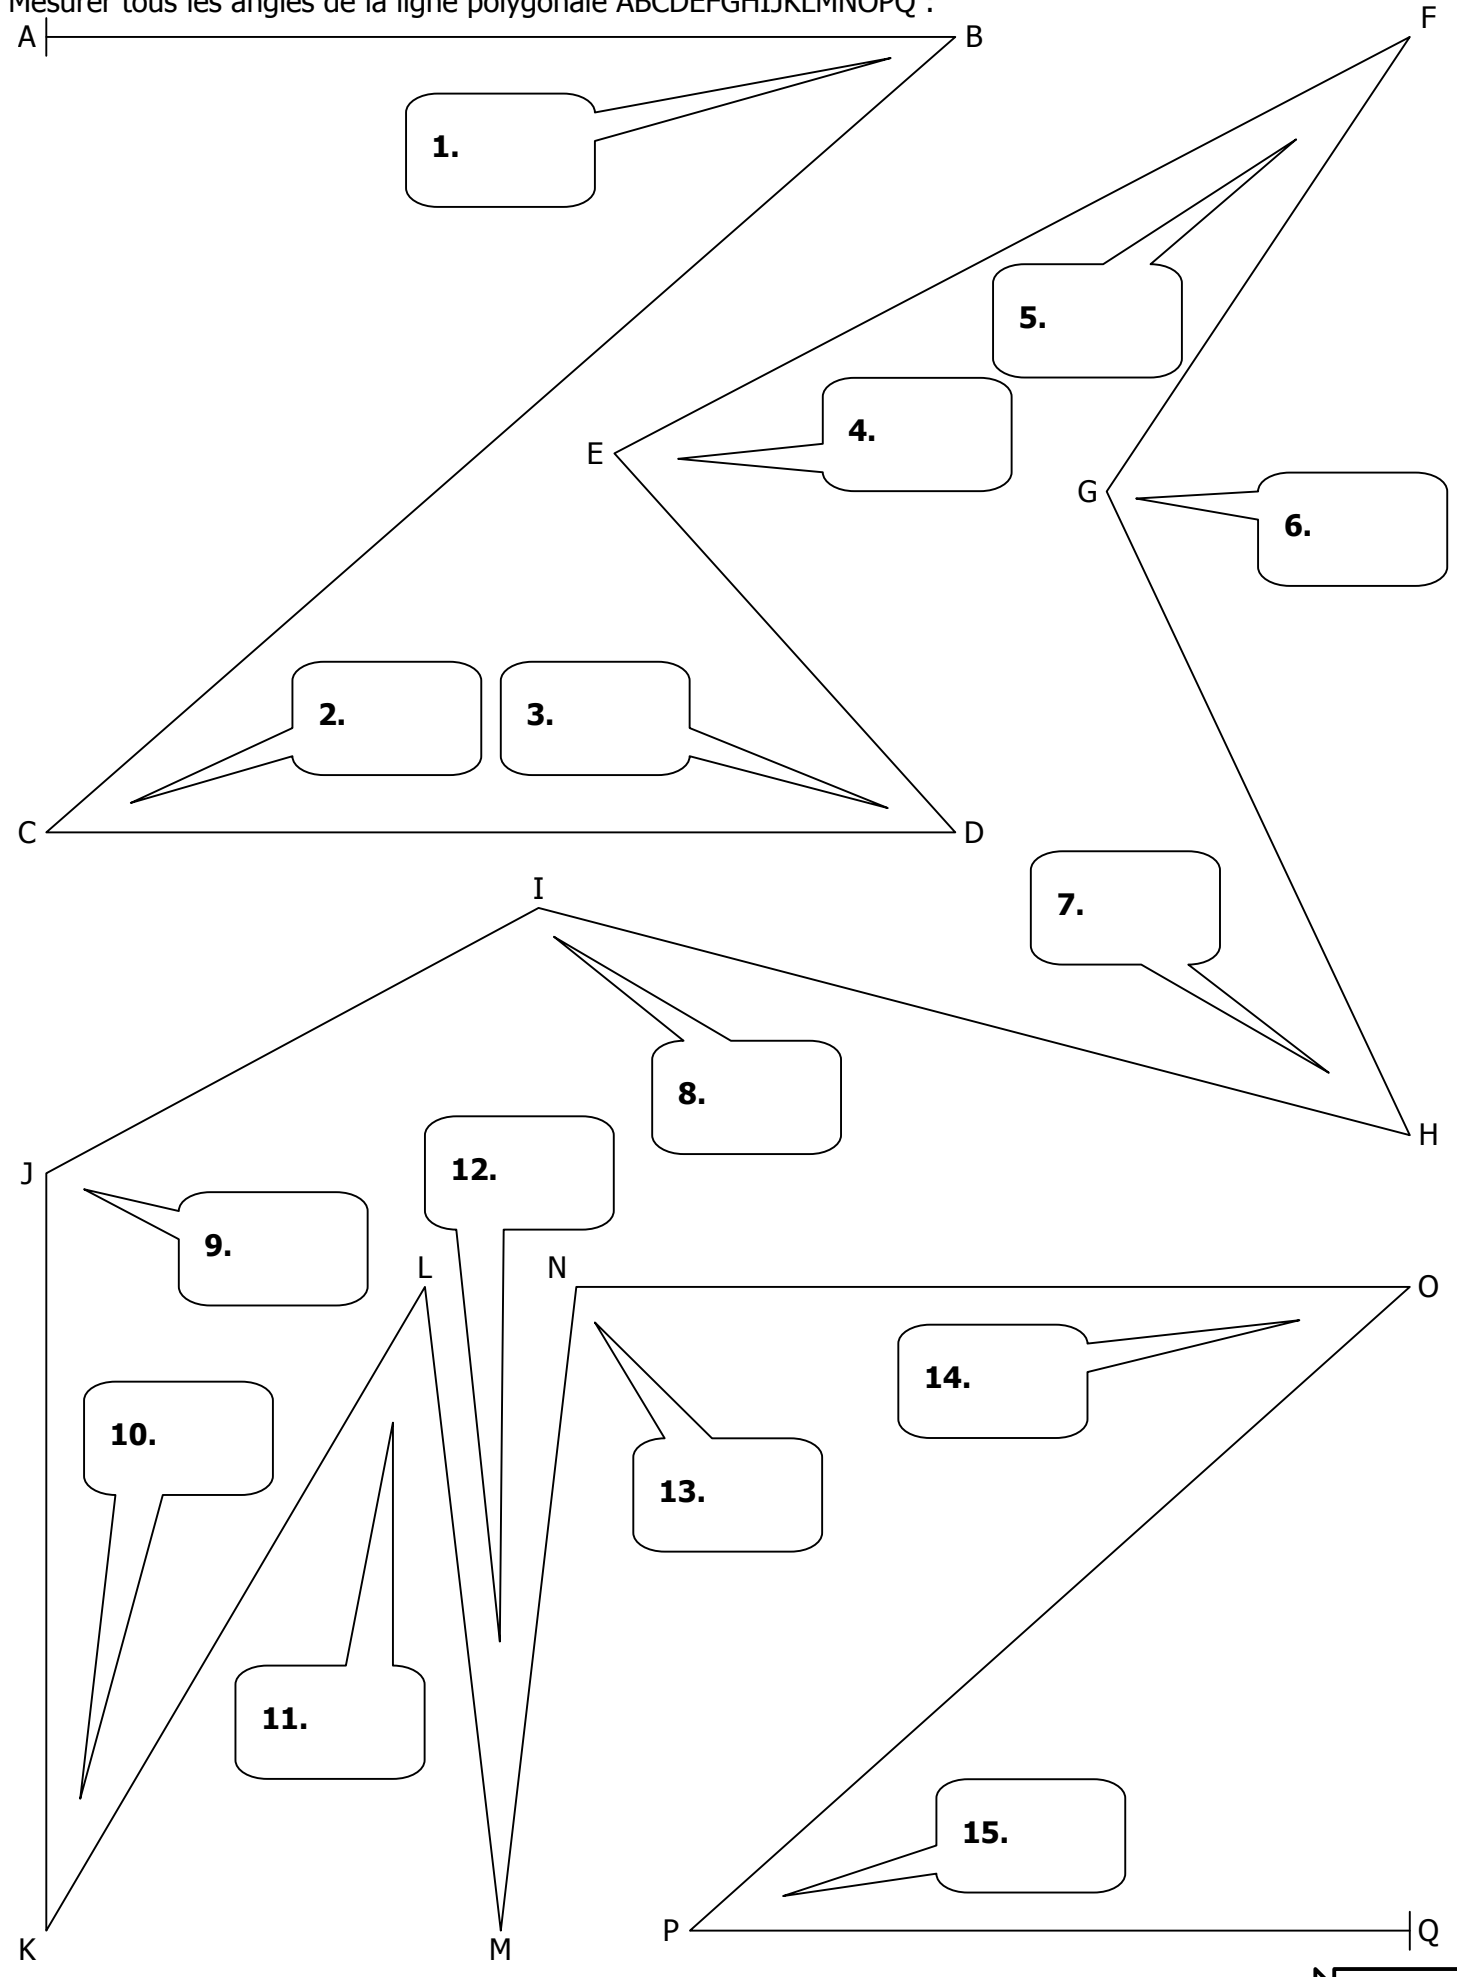 Mesurer tous les angles de la ligne polygonale ABCDEFGHIJKLMNOPQ :
F
A
B
1.
5.
4.
E
G
6.
2.
3.
C
D
I
7.
8.
H
12.
J
9.
L
N
O
14.
10.
13.
11.
15.
P
Q
K
M